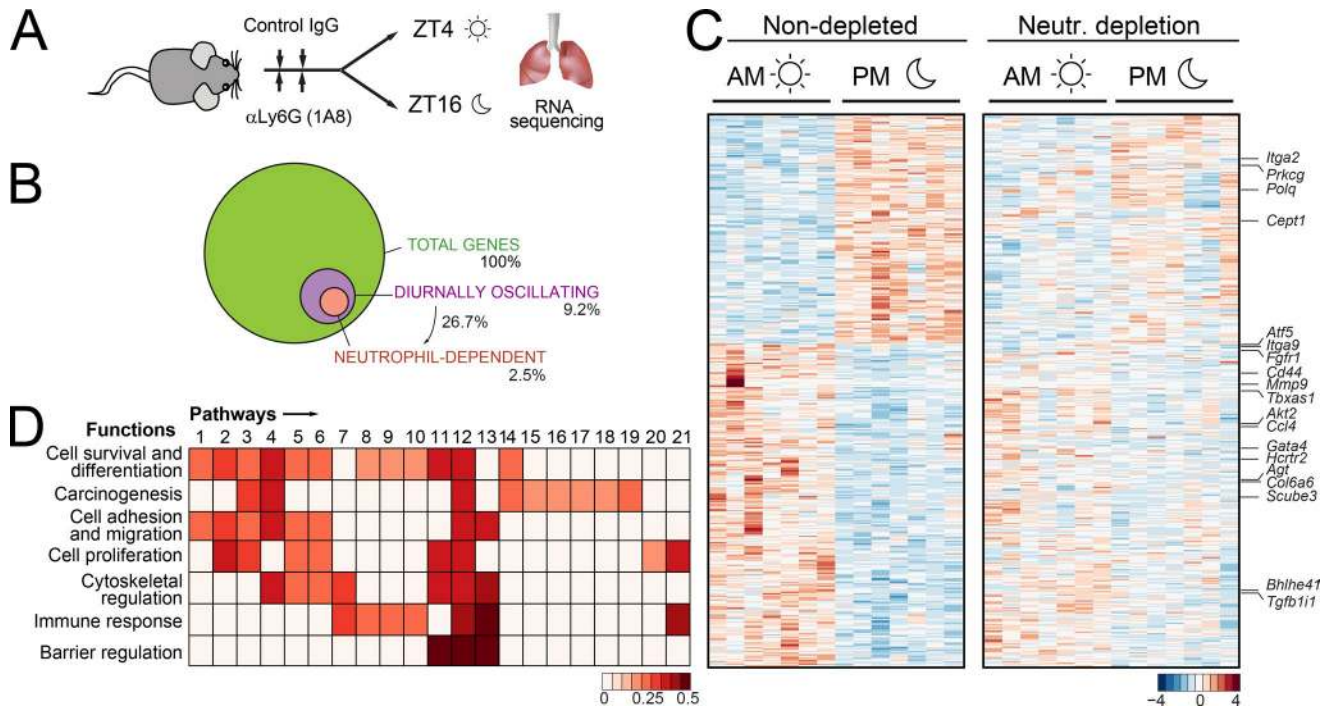 A
Control IgG
αLy6G (1A8)
ZT4
ZT16
RNA
sequencing
B
TOTAL GENES
100%
DIURNALLY OSCILLATING
9.2%
26.7%
NEUTROPHIL-DEPENDENT
2.5%
C
Non-depleted
Neutr. depletion
AM
PM
AM
PM
Itga2
Prkcg
Polq
Cept1
Atf5
Itga9
Fgfr1
Cd44
Mmp9
Tbxas1
Akt2
Ccl4
Gata4
Hcrtr2
Agt
Col6a6
Scube3
Bhlhe41
Tgfb1i1
−4 0 4
D
Pathways
Functions
1 2 3 4 5 6 7 8 9 10 11 12 13 14 15 16 17 18 19 20 21
Cell survival and
differentiation
Carcinogenesis
Cell adhesion
and migration
Cell proliferation
Cytoskeletal
regulation
Immune response
Barrier regulation
0 0.25 0.5